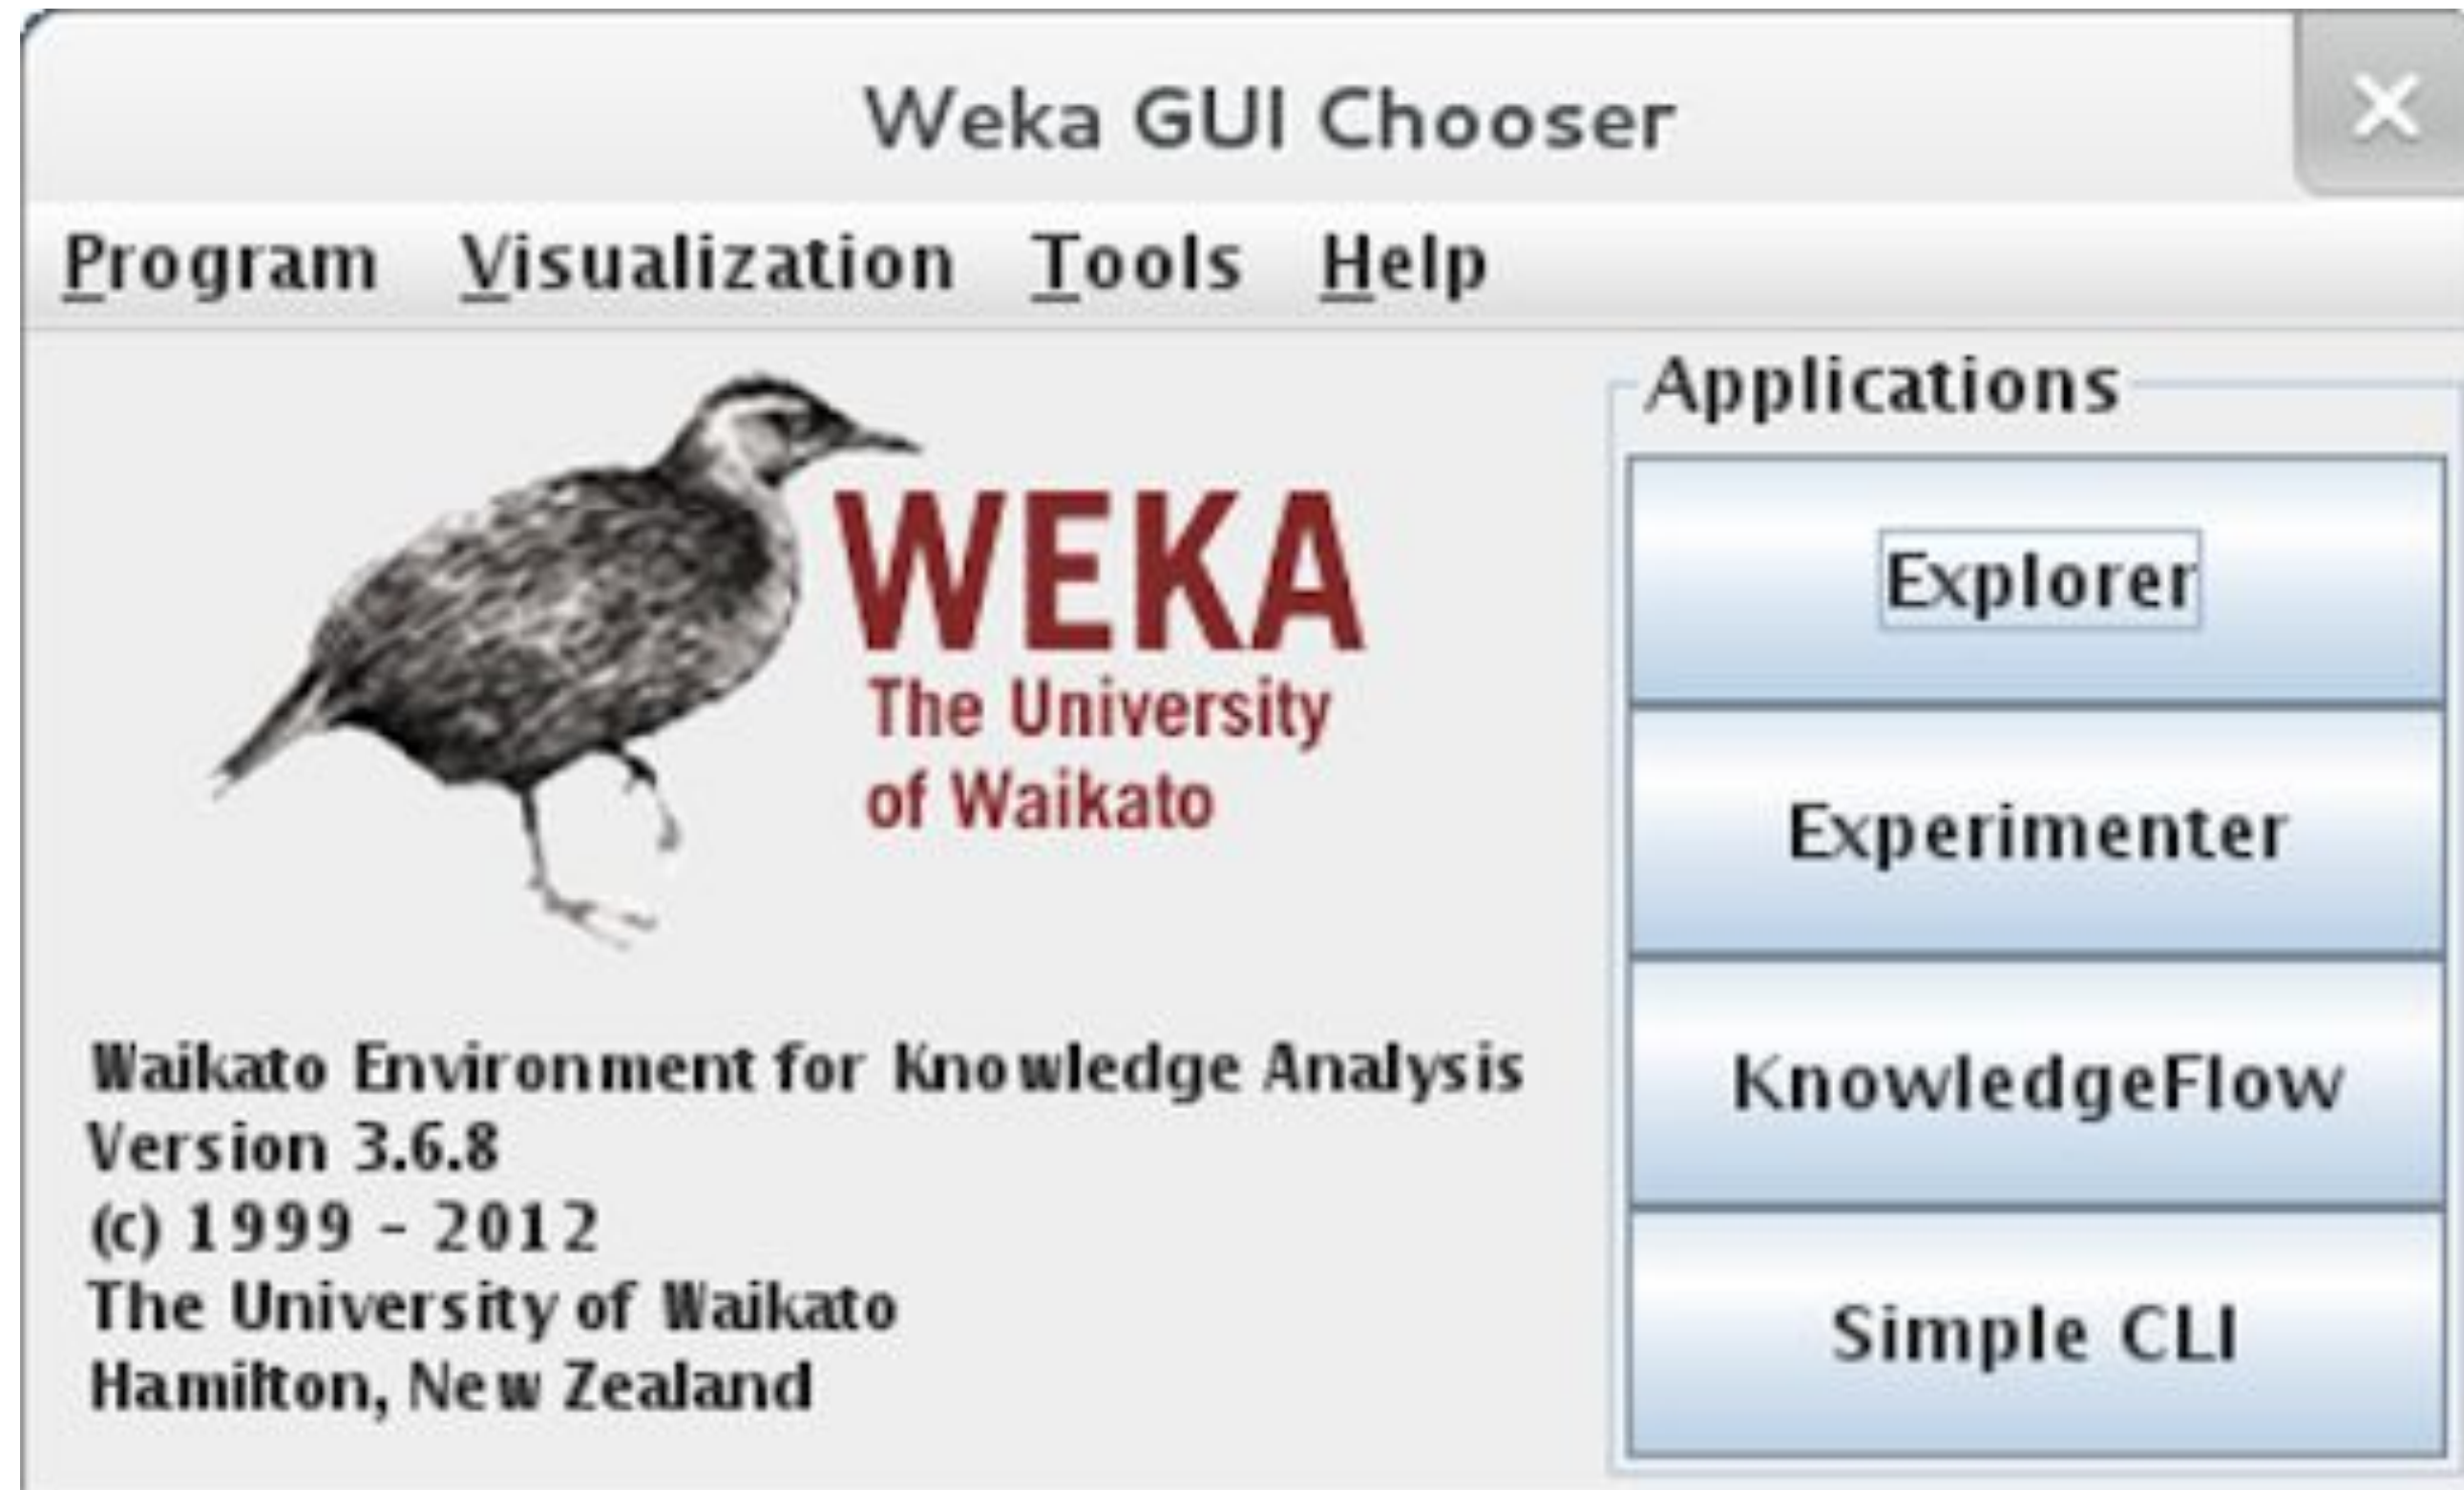 Weka GUI Chooser
Program Visualization Tools Help
WEKA
The University
of Waikato
Waikato Environment for Knowledge Analysis
Version 3.6.8
(c) 1999 - 2012
The University of Waikato
Hamilton, New Zealand
Applications
Explorer
Experimenter
KnowledgeFlow
Simple CLI